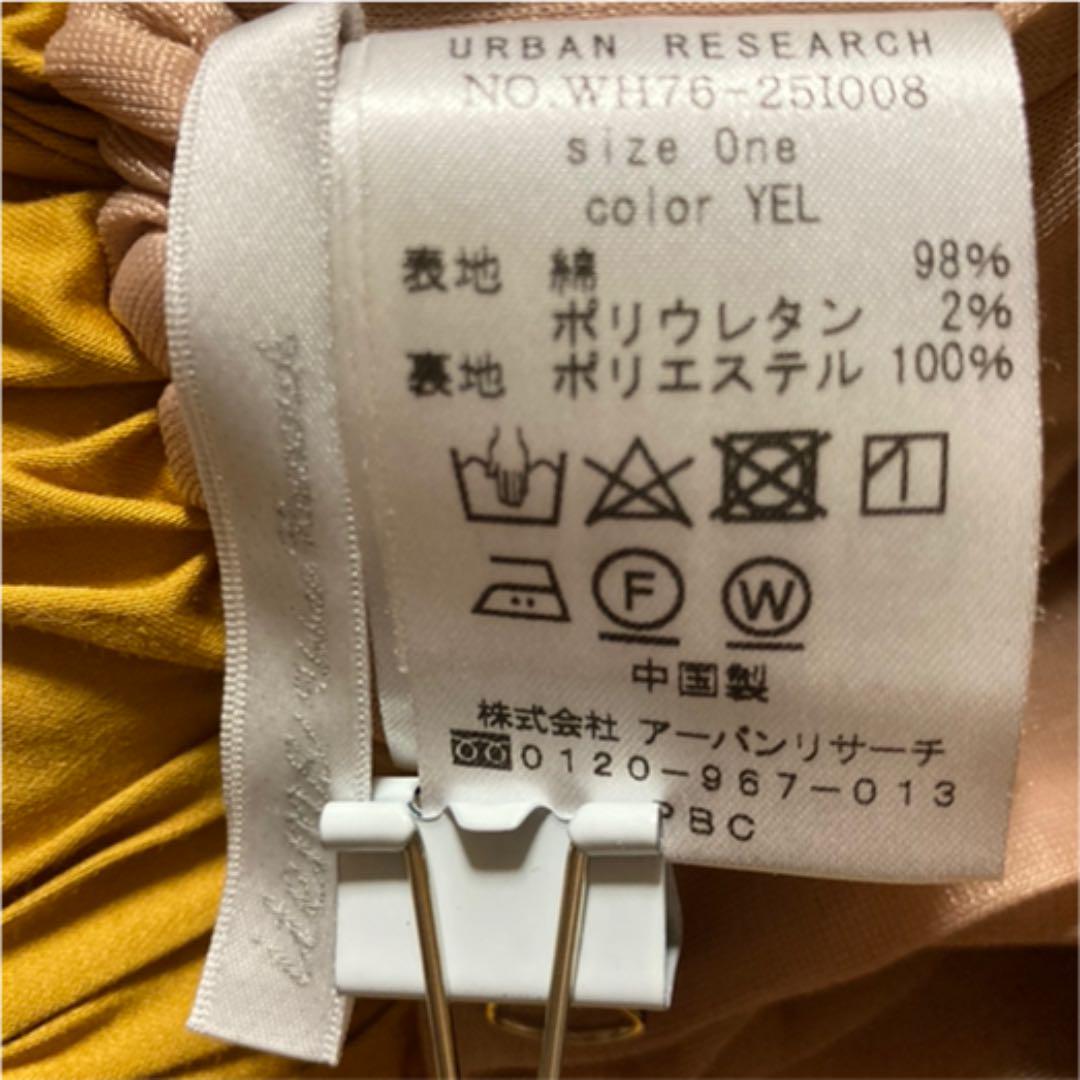 URBAN RESEARCH
NO.WH76-25I008
size One
color YEL
表地 綿 98%
ポリウレタン 2%
裏地 ポリエステル 100%
F W
中国製
株式会社 アーバンリサーチ
0120-967-013
PBC